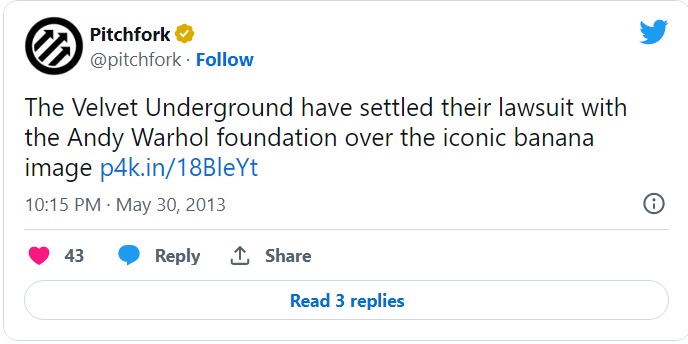 Pitchfork
@pitchfork · Follow
The Velvet Underground have settled their lawsuit with
the Andy Warhol foundation over the iconic banana
image p4k.in/18BleYt
10:15 PM · May 30, 2013
43 Reply Share
Read 3 replies